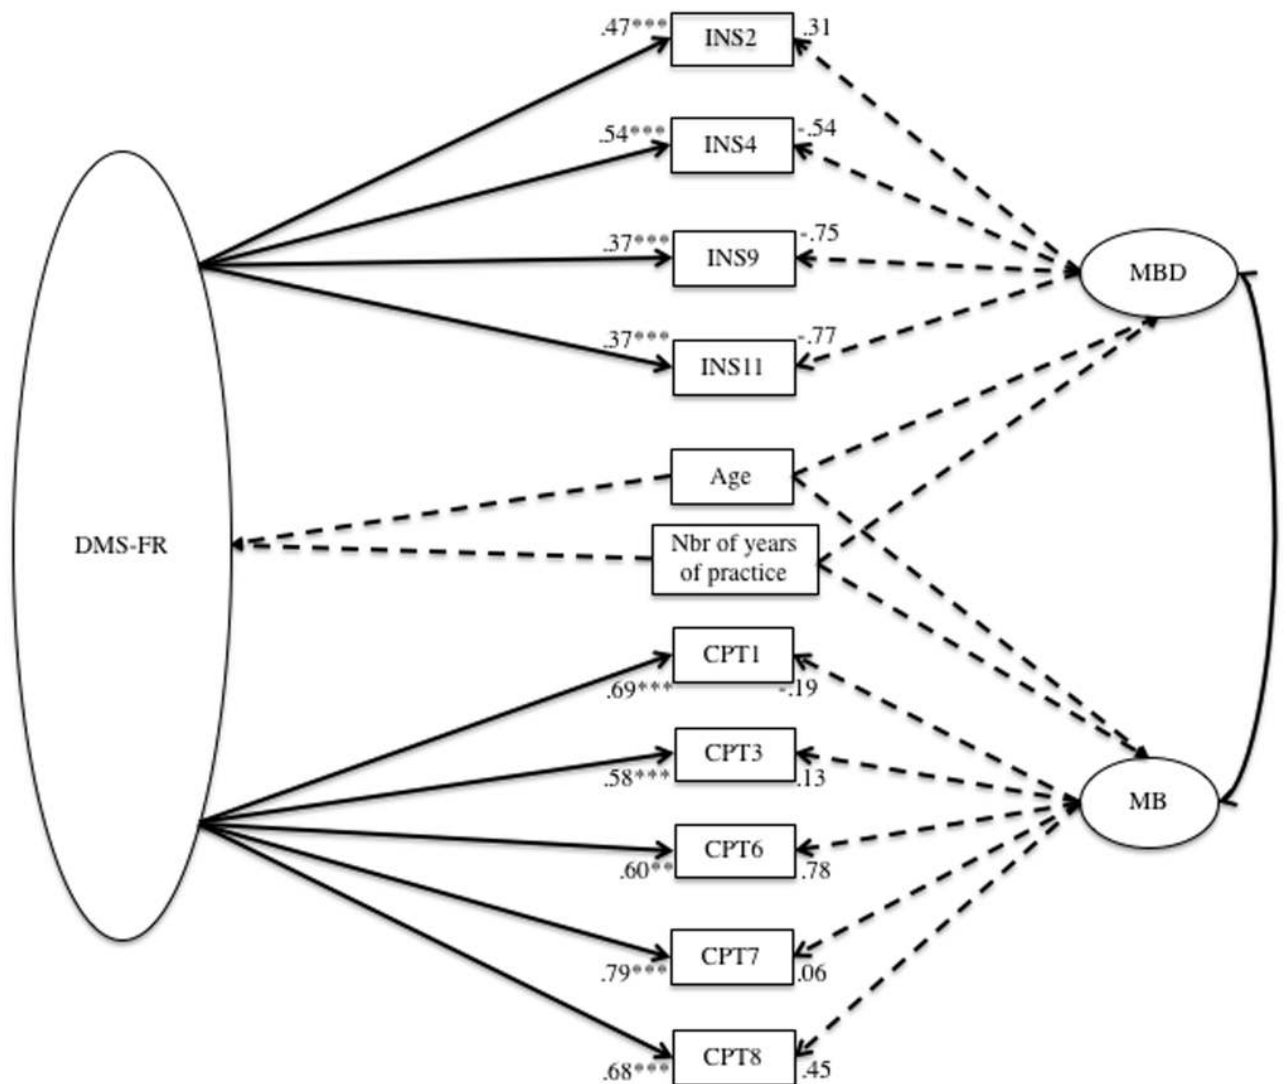 .47*** INS2 .31
.54*** INS4 -.54
.37*** INS9 -.75
MBD
.37*** INS11 -.77
Age
DMS-FR
Nbr of years
of practice
CPT1
.69*** -.19
CPT3
.58*** .13
MB
CPT6
.60** .78
CPT7
.79*** .06
CPT8
.68*** .45